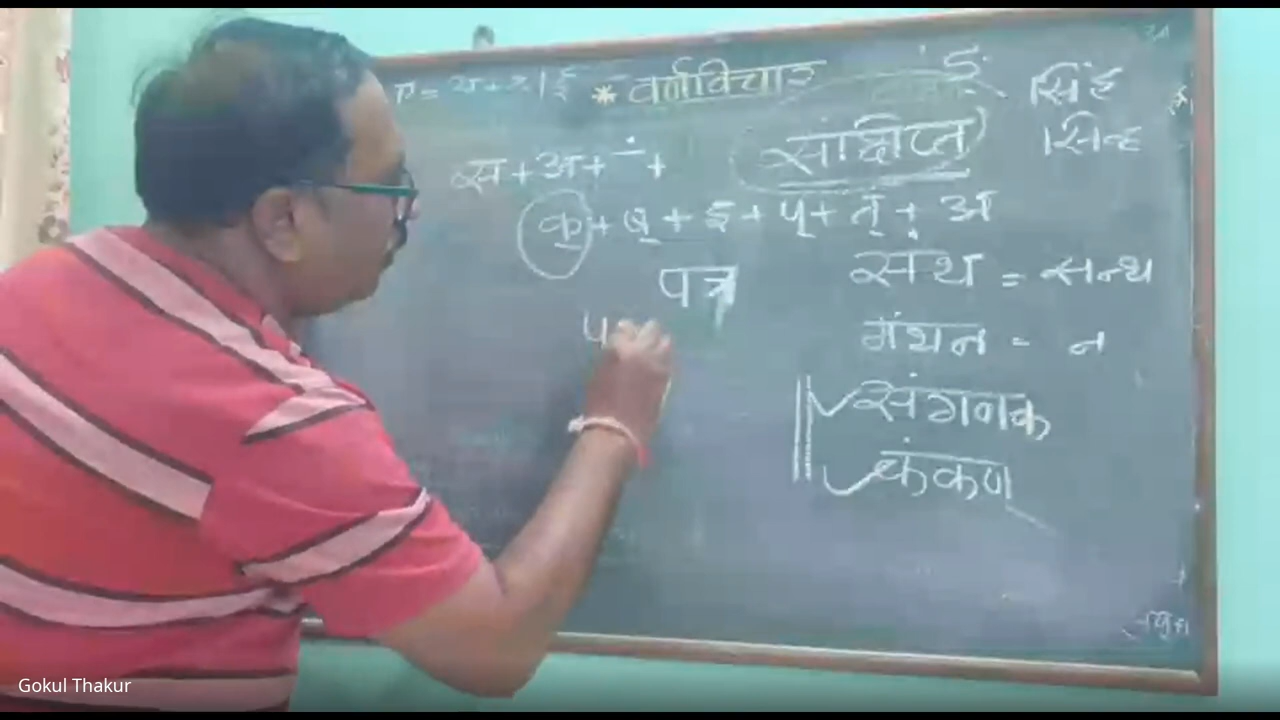 * वर्णविचार
सिंह
सिन्ह
संक्षिप्त
स + अ + ं +
क् + ष् + इ + प् + त् + अ
पत्र
प
संथ = सन्थ
मंथन = न
संगणक
कंकण
Gokul Thakur